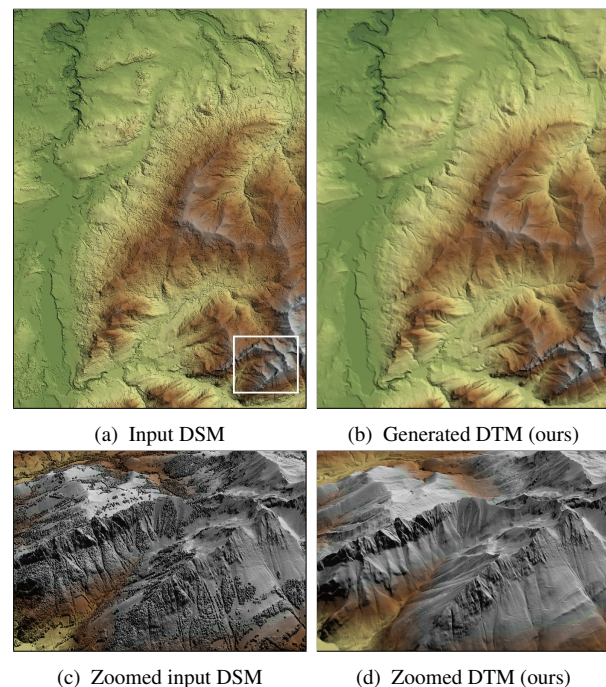 (a) Input DSM
(b) Generated DTM (ours)
(c) Zoomed input DSM
(d) Zoomed DTM (ours)